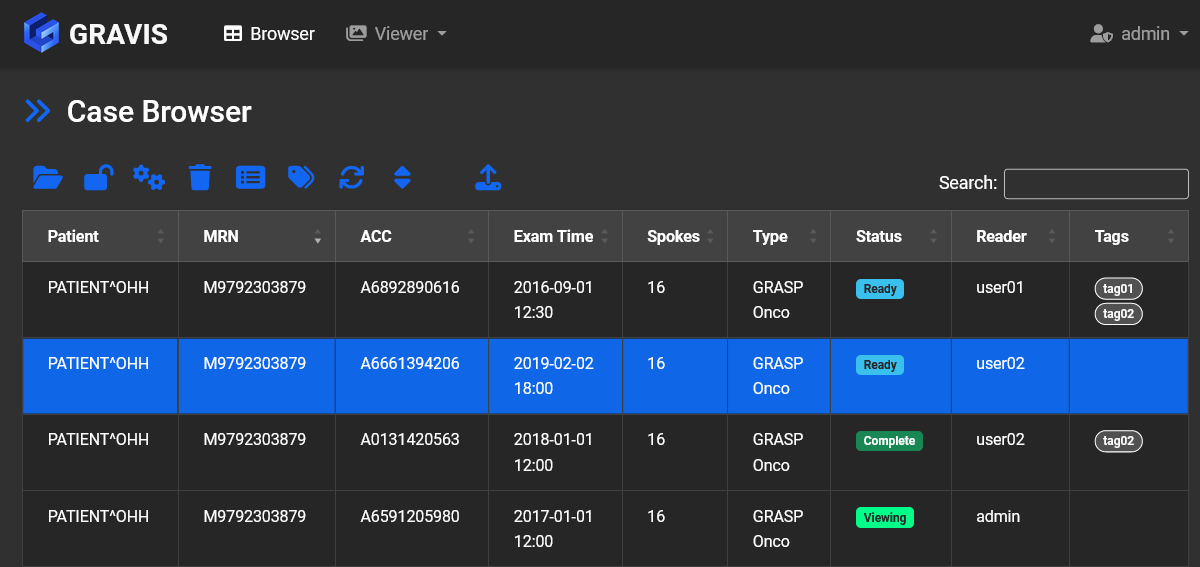 GRAVIS Browser Viewer admin
Case Browser
Search:
Patient MRN ACC Exam Time Spokes Type Status Reader Tags
PATIENT^OHH M9792303879 A6892890616 2016-09-01 16 GRASP Ready user01 tag01
12:30 Onco tag02
PATIENT^OHH M9792303879 A6661394206 2019-02-02 16 GRASP Ready user02
18:00 Onco
PATIENT^OHH M9792303879 A0131420563 2018-01-01 16 GRASP Complete user02 tag02
12:00 Onco
PATIENT^OHH M9792303879 A6591205980 2017-01-01 16 GRASP Viewing admin
12:00 Onco